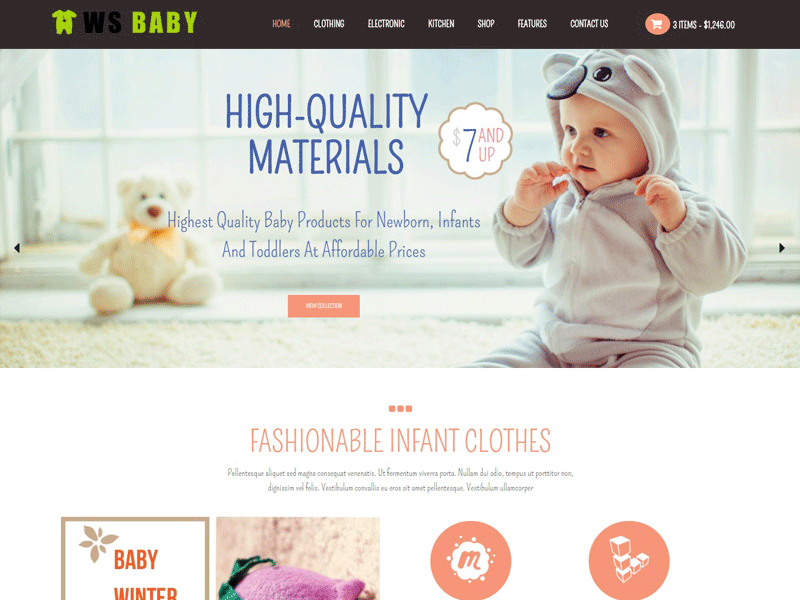 WS BABY
HOME CLOTHING ELECTRONIC KITCHEN SHOP FEATURES CONTACT US
3 ITEMS - $1,246.00
HIGH-QUALITY
MATERIALS
$7 AND
UP
Highest Quality Baby Products For Newborn, Infants
And Toddlers At Affordable Prices
VIEW COLLECTION
FASHIONABLE INFANT CLOTHES
Pellentesque aliquet sed magna consequat venenatis. Ut fermentum viverra porta. Nullam dui odio, tempus ut porttitor non,
dignissim vel felis. Vestibulum convallis eu eros sit amet pellentesque. Vestibulum ullamcorper
BABY
WINTER
m